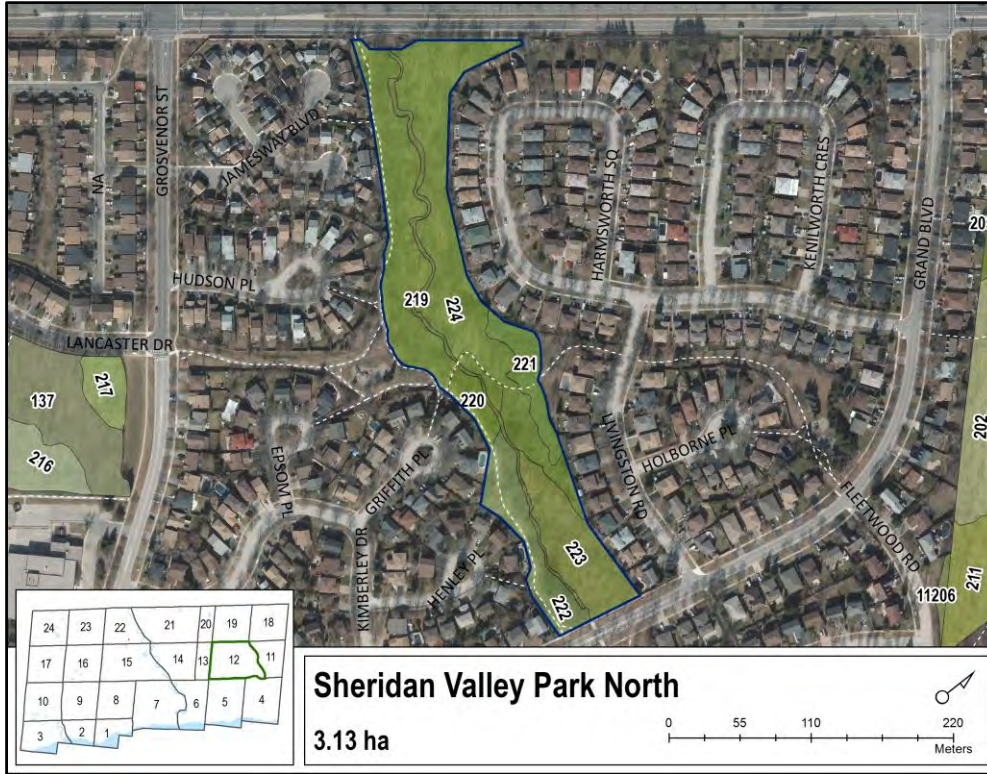 GROSVENOR ST
NA
JAMESWAY BLVD
HARMSWORTH SQ
KENILWORTH CRES
GRAND BLVD
20
HUDSON PL
219
224
LANCASTER DR
221
217
137
220
202
216
EPSOM PL
GRIFFITH PL
LIVINGSTON RD
HOLBORNE PL
FLEETWOOD RD
KIMBERLEY DR
HENLEY PL
223
222
211
11206
24 23 22 21 20 19 18
17 16 15 14 13 12 11
10 9 8 7 6 5 4
3 2 1
Sheridan Valley Park North
3.13 ha
0 55 110 220
Meters